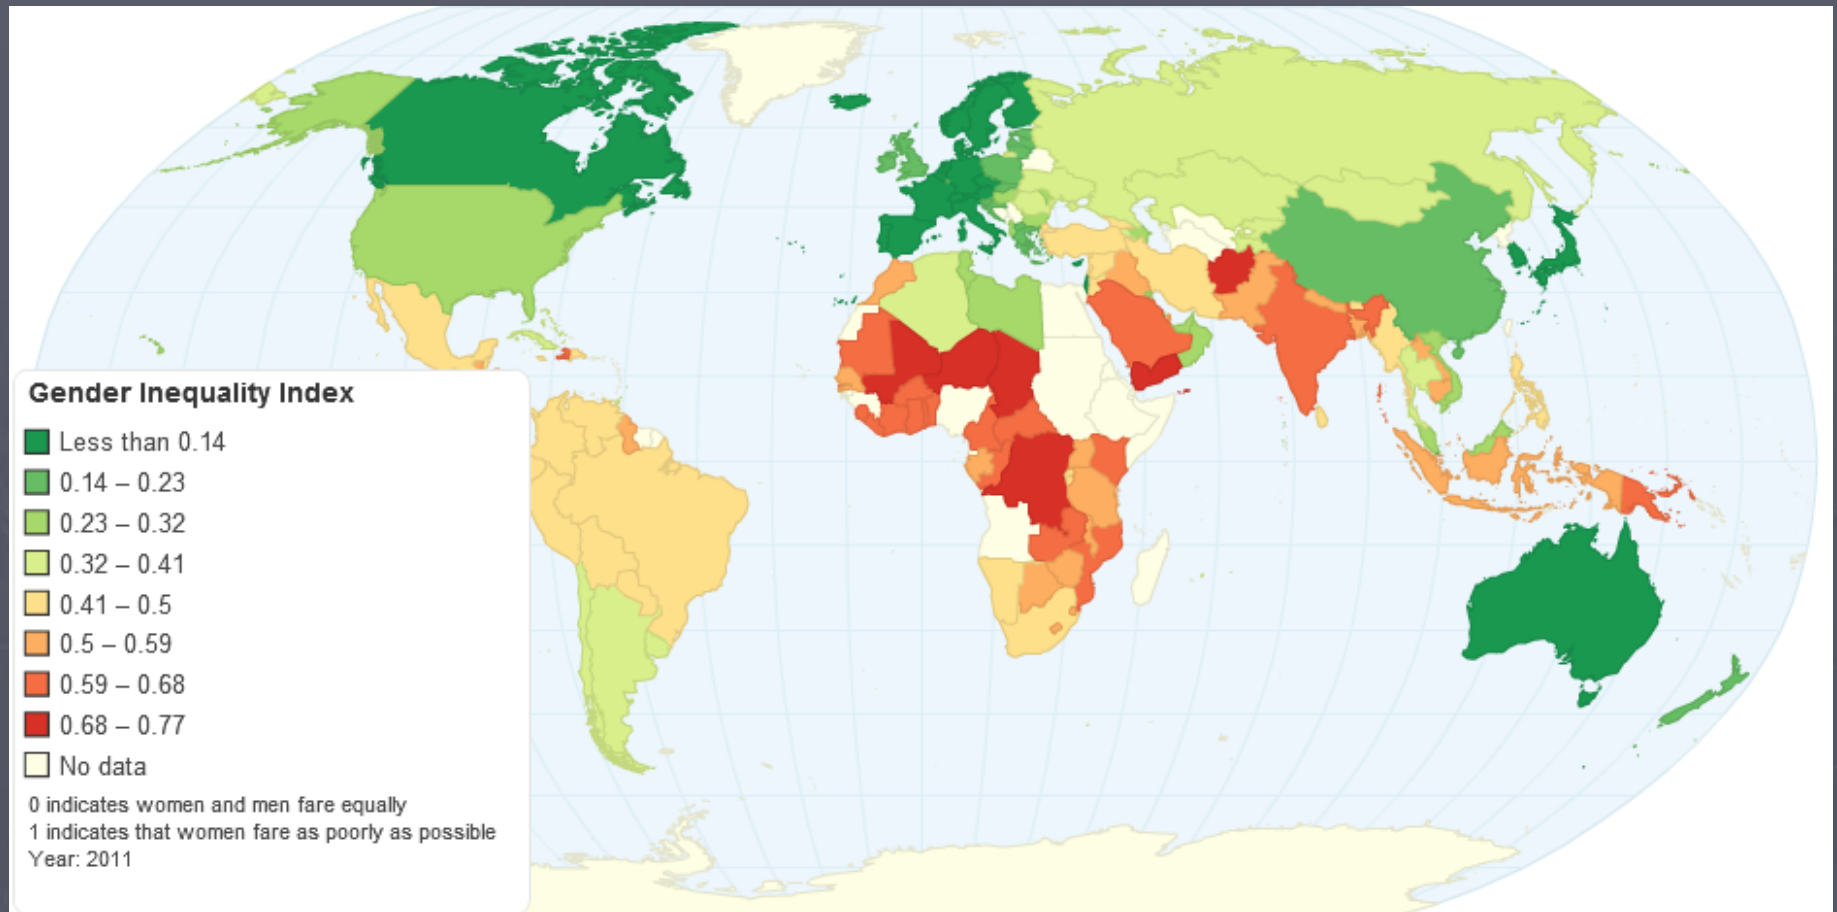 Gender Inequality Index
Less than 0.14
0.14 – 0.23
0.23 – 0.32
0.32 – 0.41
0.41 – 0.5
0.5 – 0.59
0.59 – 0.68
0.68 – 0.77
No data
0 indicates women and men fare equally
1 indicates that women fare as poorly as possible
Year: 2011